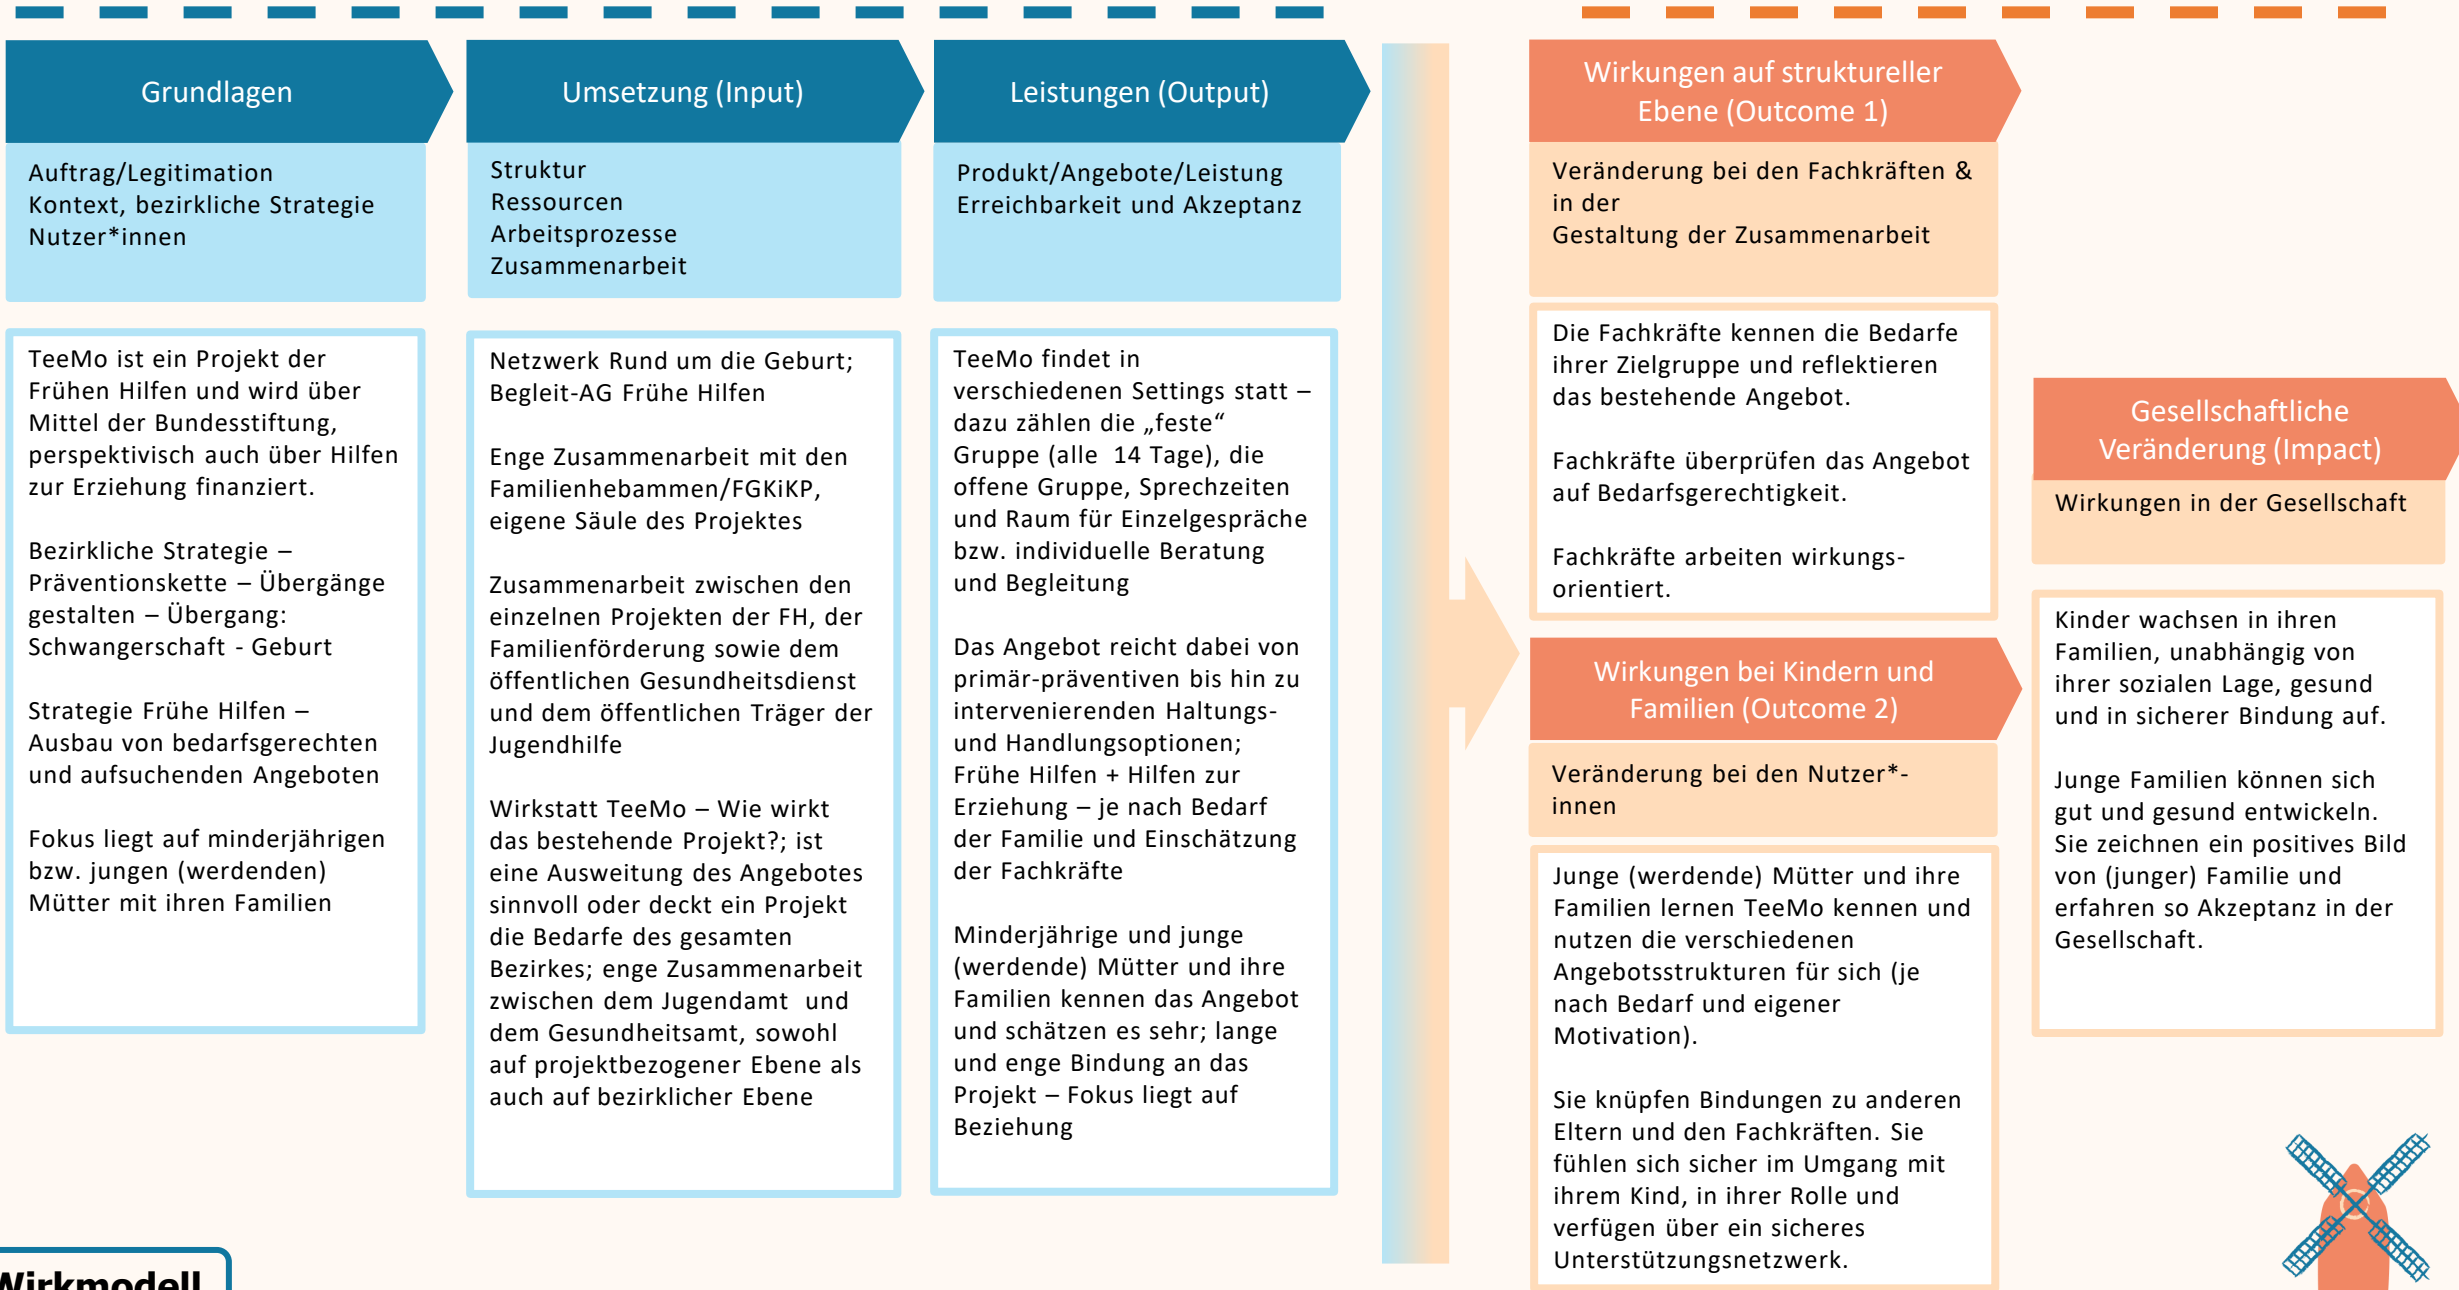 Grundlagen
Auftrag/Legitimation
Kontext, bezirkliche Strategie
Nutzer*innen
TeeMo ist ein Projekt der
Frühen Hilfen und wird über
Mittel der Bundesstiftung,
perspektivisch auch über Hilfen
zur Erziehung finanziert.
Bezirkliche Strategie –
Präventionskette – Übergänge
gestalten – Übergang:
Schwangerschaft - Geburt
Strategie Frühe Hilfen –
Ausbau von bedarfsgerechten
und aufsuchenden Angeboten
Fokus liegt auf minderjährigen
bzw. jungen (werdenden)
Mütter mit ihren Familien
Umsetzung (Input)
Struktur
Ressourcen
Arbeitsprozesse
Zusammenarbeit
Netzwerk Rund um die Geburt;
Begleit-AG Frühe Hilfen
Enge Zusammenarbeit mit den
Familienhebammen/FGKiKP,
eigene Säule des Projektes
Zusammenarbeit zwischen den
einzelnen Projekten der FH, der
Familienförderung sowie dem
öffentlichen Gesundheitsdienst
und dem öffentlichen Träger der
Jugendhilfe
Wirkstatt TeeMo – Wie wirkt
das bestehende Projekt?; ist
eine Ausweitung des Angebotes
sinnvoll oder deckt ein Projekt
die Bedarfe des gesamten
Bezirkes; enge Zusammenarbeit
zwischen dem Jugendamt und
dem Gesundheitsamt, sowohl
auf projektbezogener Ebene als
auch auf bezirklicher Ebene
Leistungen (Output)
Produkt/Angebote/Leistung
Erreichbarkeit und Akzeptanz
TeeMo findet in
verschiedenen Settings statt –
dazu zählen die „feste“
Gruppe (alle 14 Tage), die
offene Gruppe, Sprechzeiten
und Raum für Einzelgespräche
bzw. individuelle Beratung
und Begleitung
Das Angebot reicht dabei von
primär-präventiven bis hin zu
intervenierenden Haltungs-
und Handlungsoptionen;
Frühe Hilfen + Hilfen zur
Erziehung – je nach Bedarf
der Familie und Einschätzung
der Fachkräfte
Minderjährige und junge
(werdende) Mütter und ihre
Familien kennen das Angebot
und schätzen es sehr; lange
und enge Bindung an das
Projekt – Fokus liegt auf
Beziehung
Wirkungen auf struktureller
Ebene (Outcome 1)
Veränderung bei den Fachkräften &
in der
Gestaltung der Zusammenarbeit
Die Fachkräfte kennen die Bedarfe
ihrer Zielgruppe und reflektieren
das bestehende Angebot.
Fachkräfte überprüfen das Angebot
auf Bedarfsgerechtigkeit.
Fachkräfte arbeiten wirkungs-
orientiert.
Wirkungen bei Kindern und
Familien (Outcome 2)
Veränderung bei den Nutzer*-
innen
Junge (werdende) Mütter und ihre
Familien lernen TeeMo kennen und
nutzen die verschiedenen
Angebotsstrukturen für sich (je
nach Bedarf und eigener
Motivation).
Sie knüpfen Bindungen zu anderen
Eltern und den Fachkräften. Sie
fühlen sich sicher im Umgang mit
ihrem Kind, in ihrer Rolle und
verfügen über ein sicheres
Unterstützungsnetzwerk.
Gesellschaftliche
Veränderung (Impact)
Wirkungen in der Gesellschaft
Kinder wachsen in ihren
Familien, unabhängig von
ihrer sozialen Lage, gesund
und in sicherer Bindung auf.
Junge Familien können sich
gut und gesund entwickeln.
Sie zeichnen ein positives Bild
von (junger) Familie und
erfahren so Akzeptanz in der
Gesellschaft.
Wirkmodell